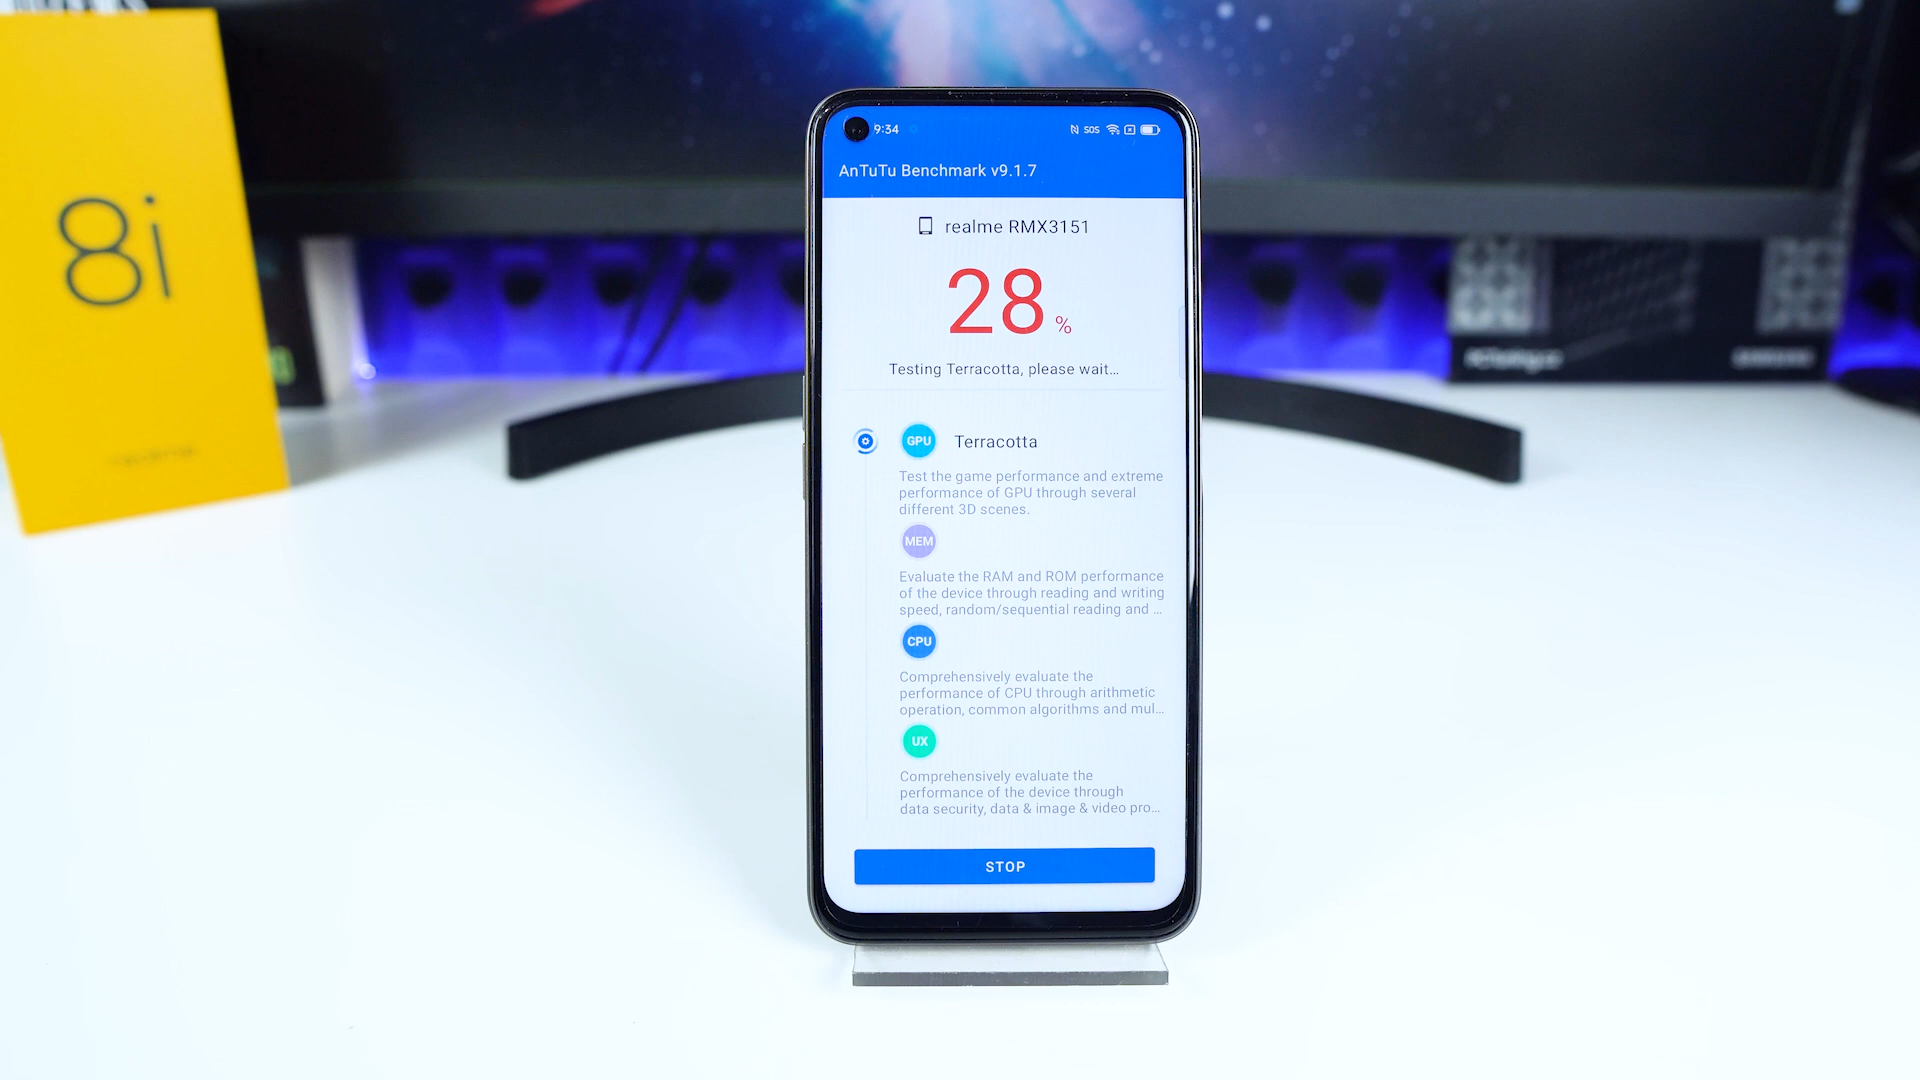 8i
realme
9:34
SOS
AnTuTu Benchmark v9.1.7
realme RMX3151
28 %
Testing Terracotta, please wait...
GPU Terracotta
Test the game performance and extreme
performance of GPU through several
different 3D scenes.
MEM
Evaluate the RAM and ROM performance
of the device through reading and writing
speed, random/sequential reading and ...
CPU
Comprehensively evaluate the
performance of CPU through arithmetic
operation, common algorithms and mul...
UX
Comprehensively evaluate the
performance of the device through
data security, data & image & video pro...
STOP